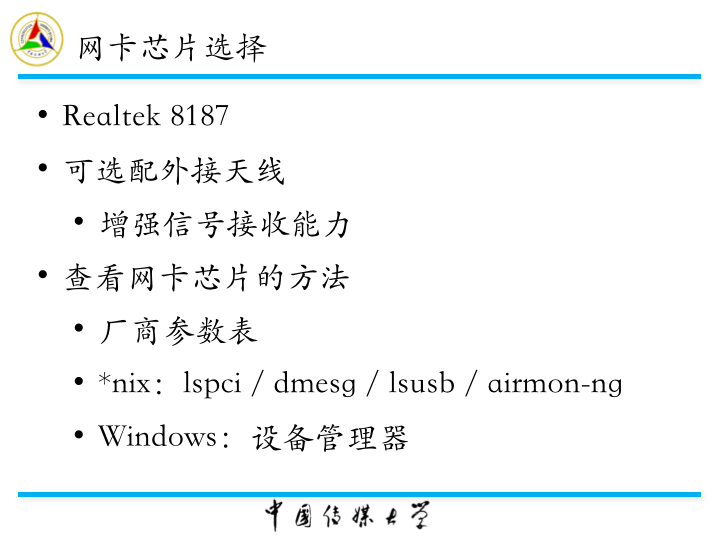 网卡芯片选择
• Realtek 8187
• 可选配外接天线
• 增强信号接收能力
• 查看网卡芯片的方法
• 厂商参数表
• *nix：lspci / dmesg / lsusb / airmon-ng
• Windows：设备管理器
中国传媒大学